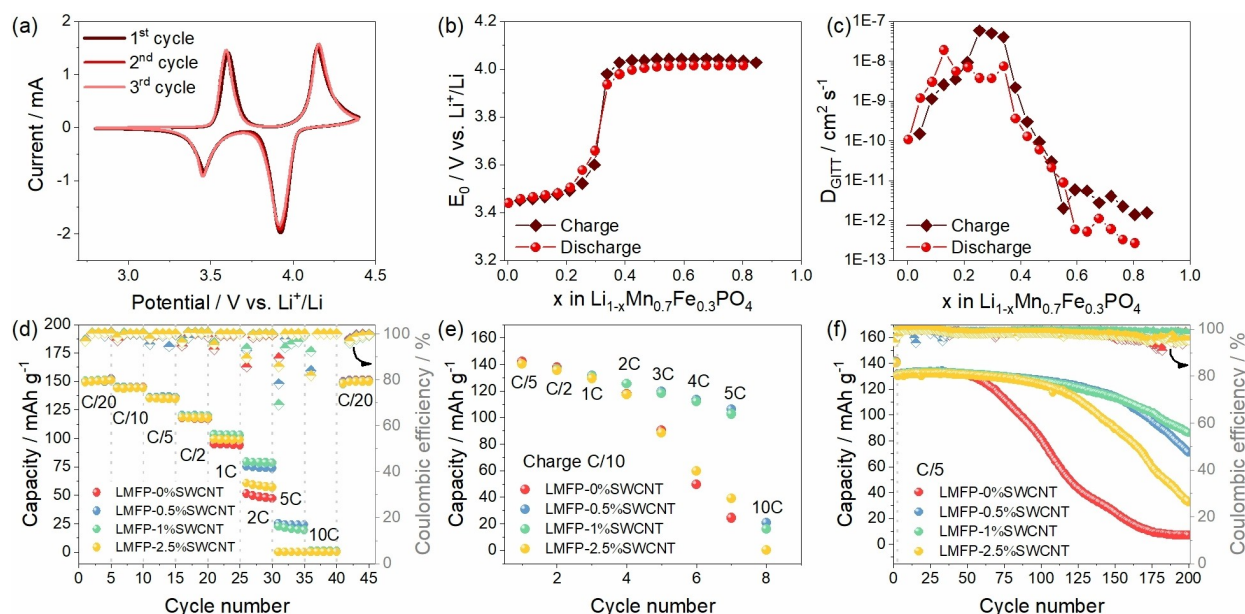 (a)
2
1
0
-1
-2
Current / mA
1st cycle
2nd cycle
3rd cycle
3.0
3.5
4.0
4.5
Potential / V vs. Li+/Li
(b)
4.0
3.8
3.6
3.4
3.2
E0 / V vs. Li+/Li
Charge
Discharge
0.0
0.2
0.4
0.6
0.8
1.0
x in Li1-xMn0.7Fe0.3PO4
(c)
1E-7
1E-8
1E-9
1E-10
1E-11
1E-12
1E-13
DGITT / cm2 s-1
Charge
Discharge
0.0
0.2
0.4
0.6
0.8
1.0
x in Li1-xMn0.7Fe0.3PO4
(d)
200
175
150
125
100
75
50
25
0
Capacity / mAh g-1
C/20
C/10
C/5
C/2
1C
2C
5C
10C
C/20
LMFP-0%SWCNT
LMFP-0.5%SWCNT
LMFP-1%SWCNT
LMFP-2.5%SWCNT
100
80
60
40
20
0
Coulombic efficiency / %
0
5
10
15
20
25
30
35
40
45
Cycle number
(e)
160
140
120
100
80
60
40
20
0
Capacity / mAh g-1
C/5
C/2
1C
2C
3C
4C
5C
10C
Charge C/10
LMFP-0%SWCNT
LMFP-0.5%SWCNT
LMFP-1%SWCNT
LMFP-2.5%SWCNT
1
2
3
4
5
6
7
8
Cycle number
(f)
160
140
120
100
80
60
40
20
0
Capacity / mAh g-1
C/5
LMFP-0%SWCNT
LMFP-0.5%SWCNT
LMFP-1%SWCNT
LMFP-2.5%SWCNT
100
80
60
40
20
0
Coulombic efficiency / %
0
25
50
75
100
125
150
175
200
Cycle number